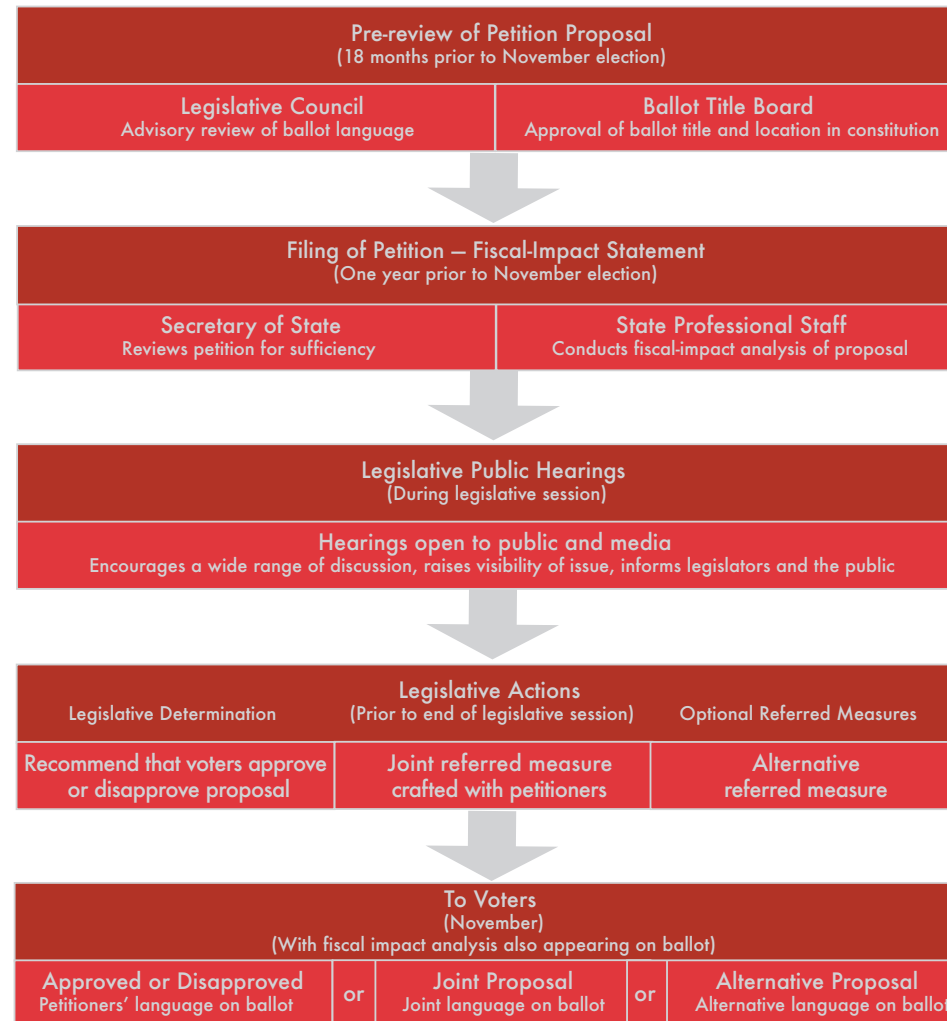 Pre-review of Petition Proposal
(18 months prior to November election)
Legislative Council
Advisory review of ballot language
Ballot Title Board
Approval of ballot title and location in constitution
Filing of Petition — Fiscal-Impact Statement
(One year prior to November election)
Secretary of State
Reviews petition for sufficiency
State Professional Staff
Conducts fiscal-impact analysis of proposal
Legislative Public Hearings
(During legislative session)
Hearings open to public and media
Encourages a wide range of discussion, raises visibility of issue, informs legislators and the public
Legislative Actions
Legislative Determination
(Prior to end of legislative session)
Optional Referred Measures
Recommend that voters approve
or disapprove proposal
Joint referred measure
crafted with petitioners
Alternative
referred measure
To Voters
(November)
(With fiscal impact analysis also appearing on ballot)
Approved or Disapproved
Petitioners’ language on ballot
or
Joint Proposal
Joint language on ballot
or
Alternative Proposal
Alternative language on ballot